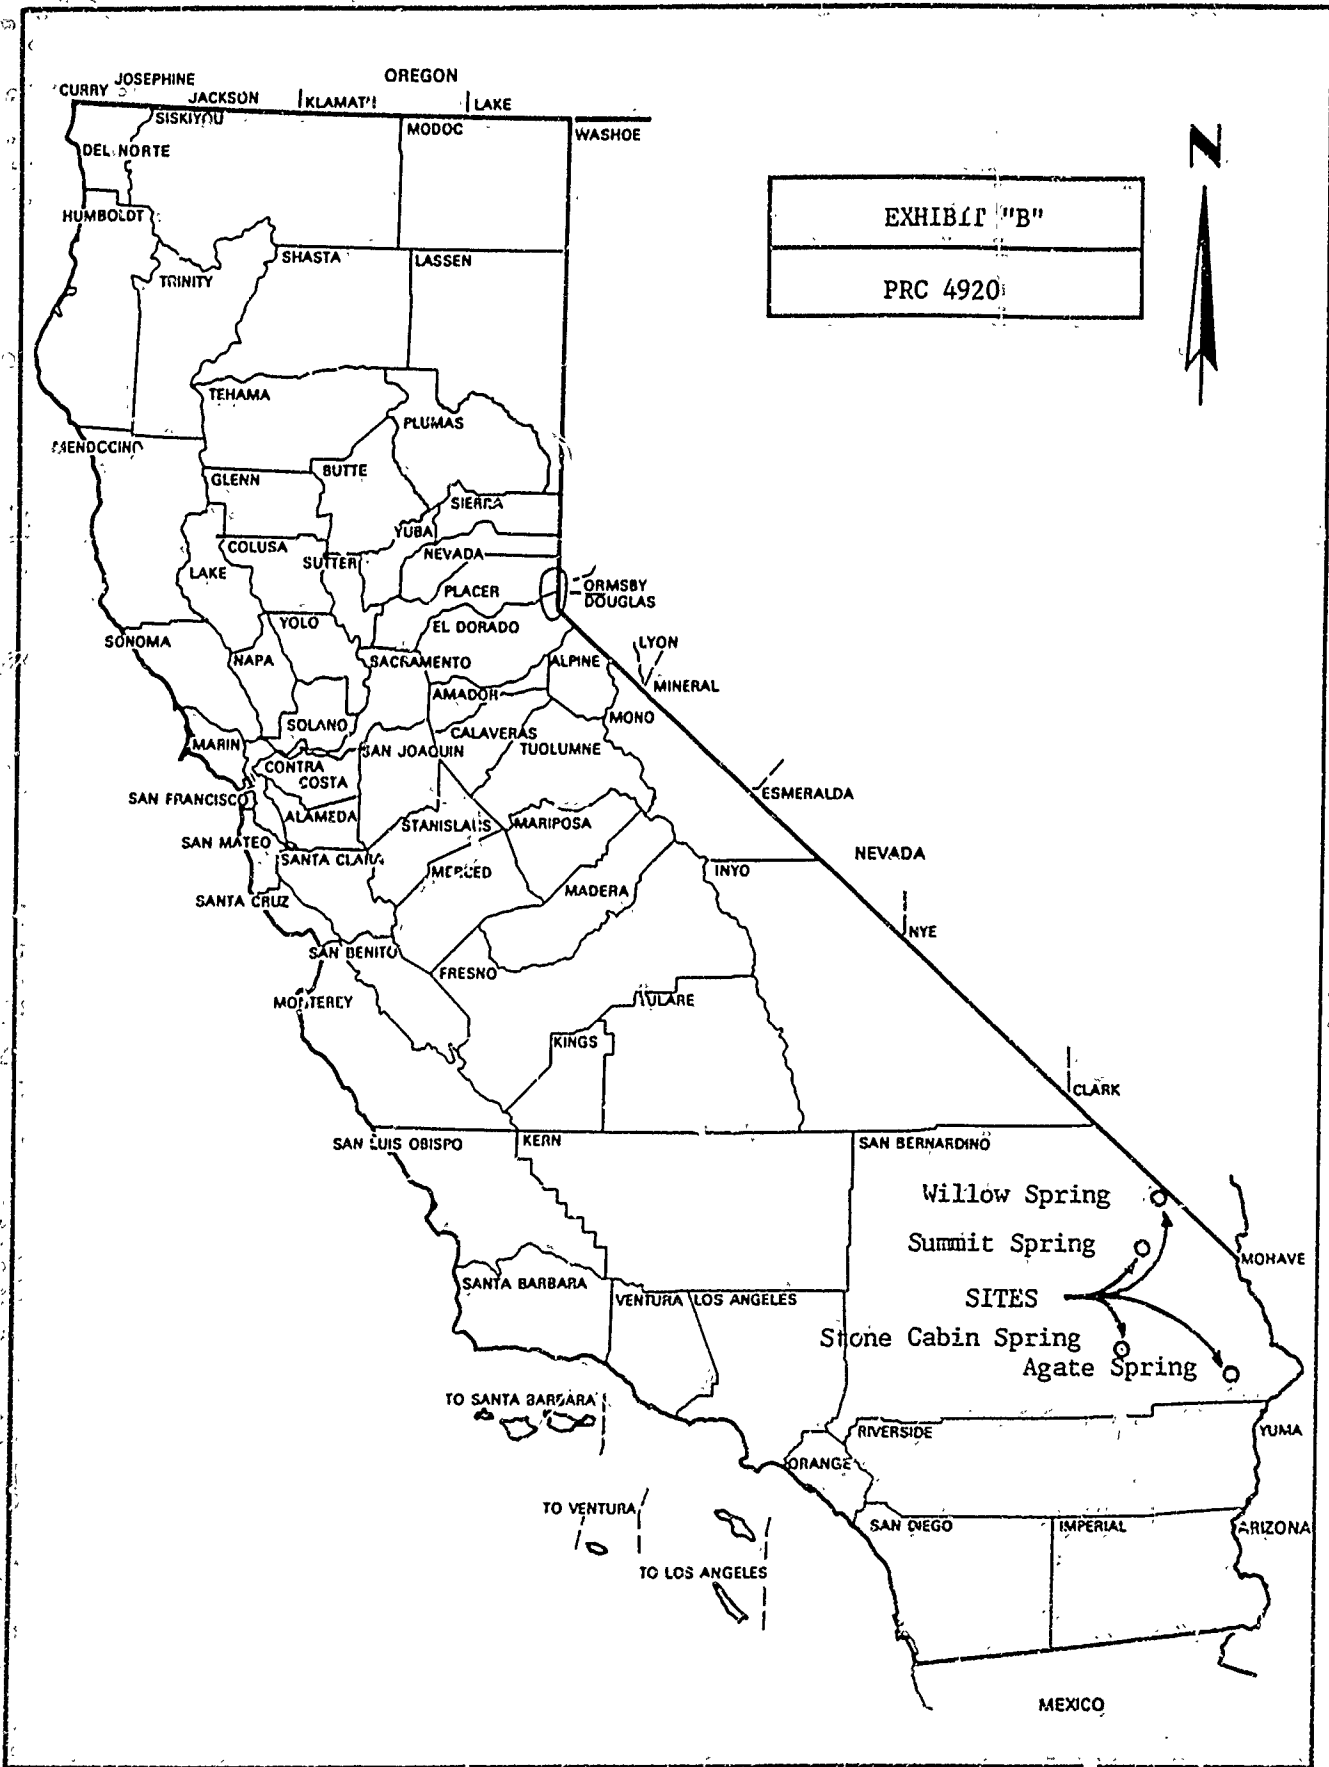 OREGON
JOSEPHINE
CURRY
JACKSON
KLAMATH
LAKE
SISKIYOU
MODOC
WASHOE
DEL NORTE
N
EXHIBIT "B"
PRC 4920
HUMBOLDT
TRINITY
SHASTA
LASSEN
TEHAMA
PLUMAS
MENDOCINO
GLENN
BUTTE
SIERRA
YUBA
COLUSA
SUTTER
NEVADA
LAKE
PLACER
ORMSBY
DOUGLAS
YOLO
EL DORADO
SONOMA
NAPA
SACRAMENTO
ALPINE
LYON
MINERAL
AMADOR
SOLANO
MONO
CALAVERAS
MARIN
SAN JOAQUIN
TUOLUMNE
CONTRA
COSTA
SAN FRANCISCO
ESMERALDA
ALAMEDA
STANISLAUS
MARIPOSA
SAN MATEO
SANTA CLARA
MERCED
NEVADA
INYO
MADERA
SANTA CRUZ
NYE
SAN BENITO
FRESNO
MONTEREY
TULARE
KINGS
CLARK
SAN LUIS OBISPO
KERN
SAN BERNARDINO
Willow Spring
Summit Spring
MOHAVE
SANTA BARBARA
VENTURA
LOS ANGELES
SITES
Stone Cabin Spring
Agate Spring
TO SANTA BARBARA
RIVERSIDE
YUMA
ORANGE
TO VENTURA
SAN DIEGO
IMPERIAL
ARIZONA
TO LOS ANGELES
MEXICO